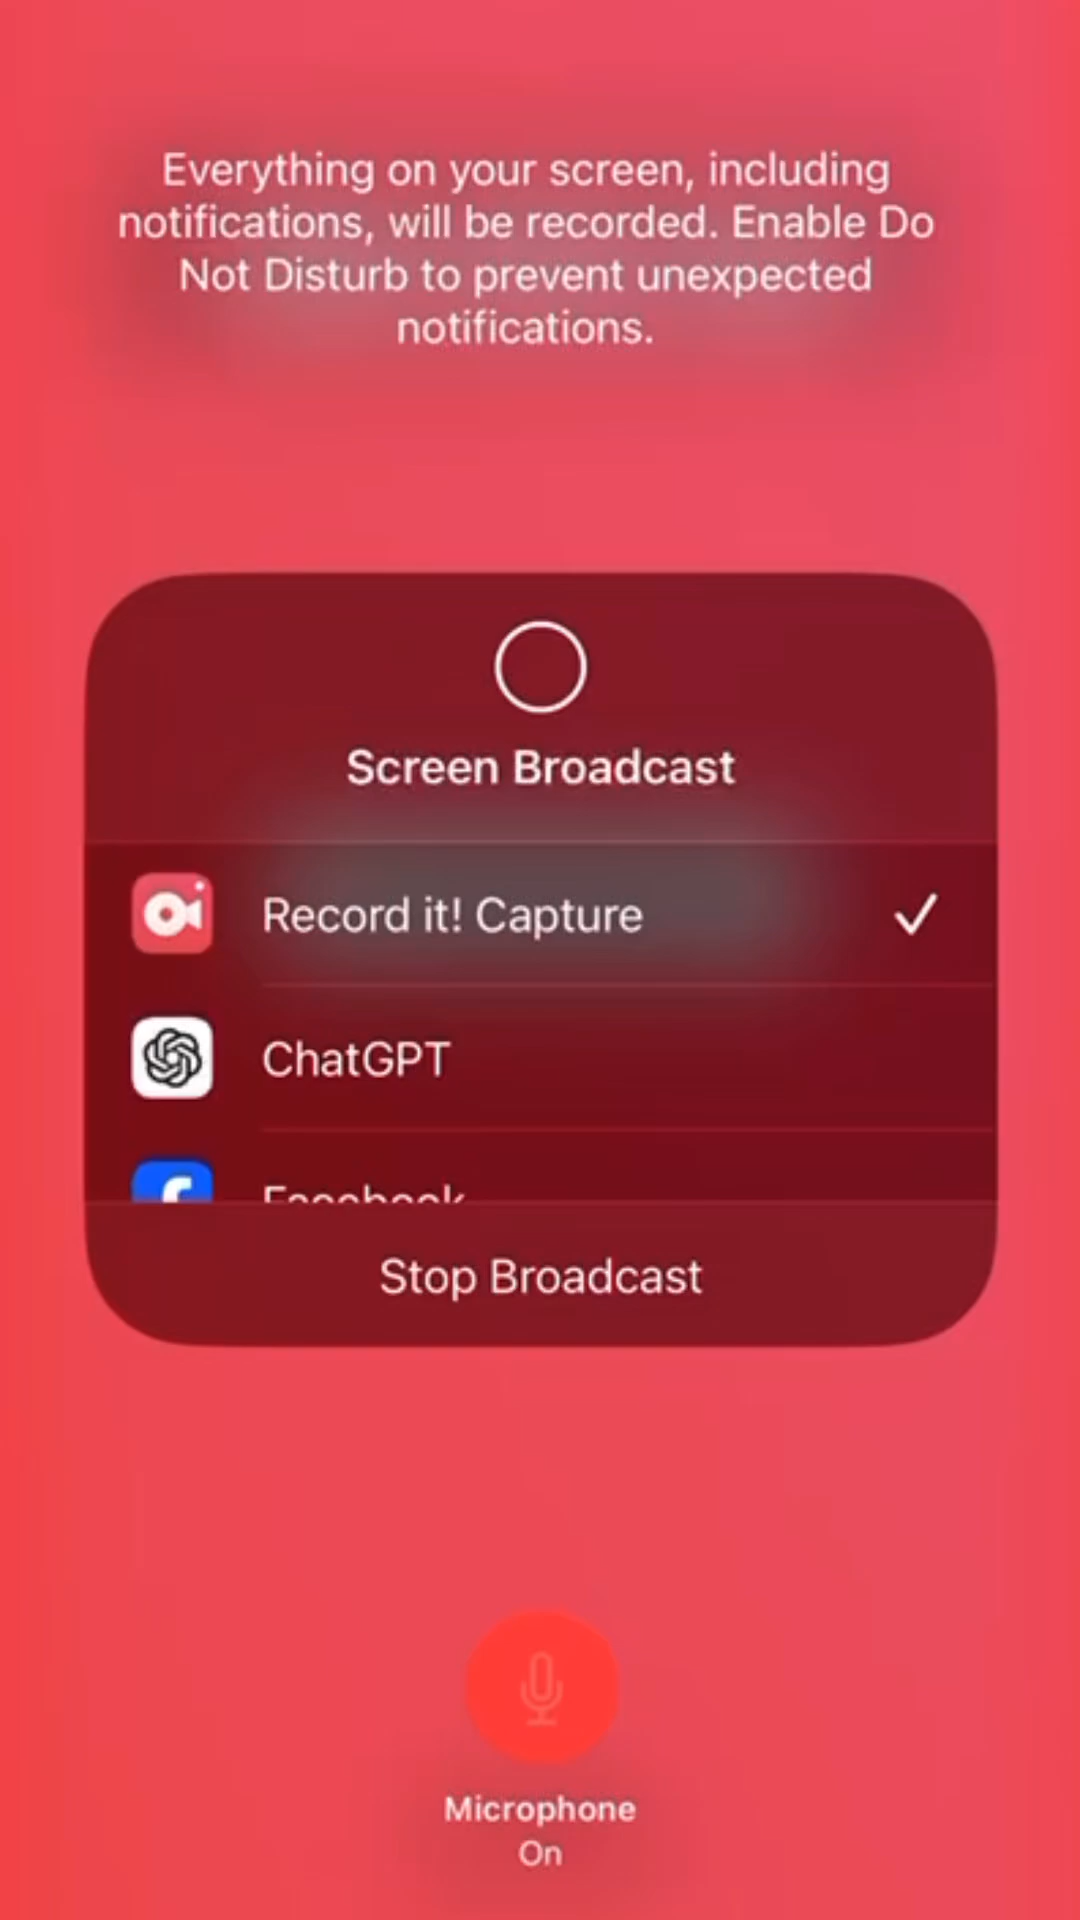 Everything on your screen, including
notifications, will be recorded. Enable Do
Not Disturb to prevent unexpected
notifications.
Screen Broadcast
Record it! Capture
ChatGPT
Facebook
Stop Broadcast
Microphone
On